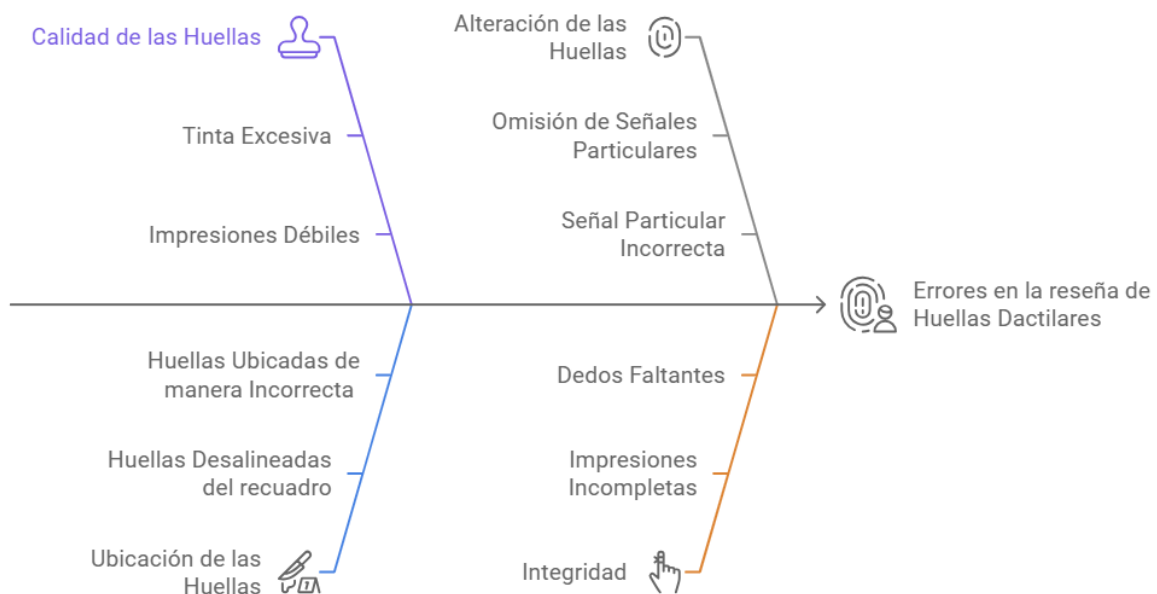 Calidad de las Huellas
Tinta Excesiva
Impresiones Débiles
Alteración de las
Huellas
Omisión de Señales
Particulares
Señal Particular
Incorrecta
Errores en la reseña de
Huellas Dactilares
Huellas Ubicadas de
manera Incorrecta
Huellas Desalineadas
del recuadro
Ubicación de las
Huellas
Dedos Faltantes
Impresiones
Incompletas
Integridad